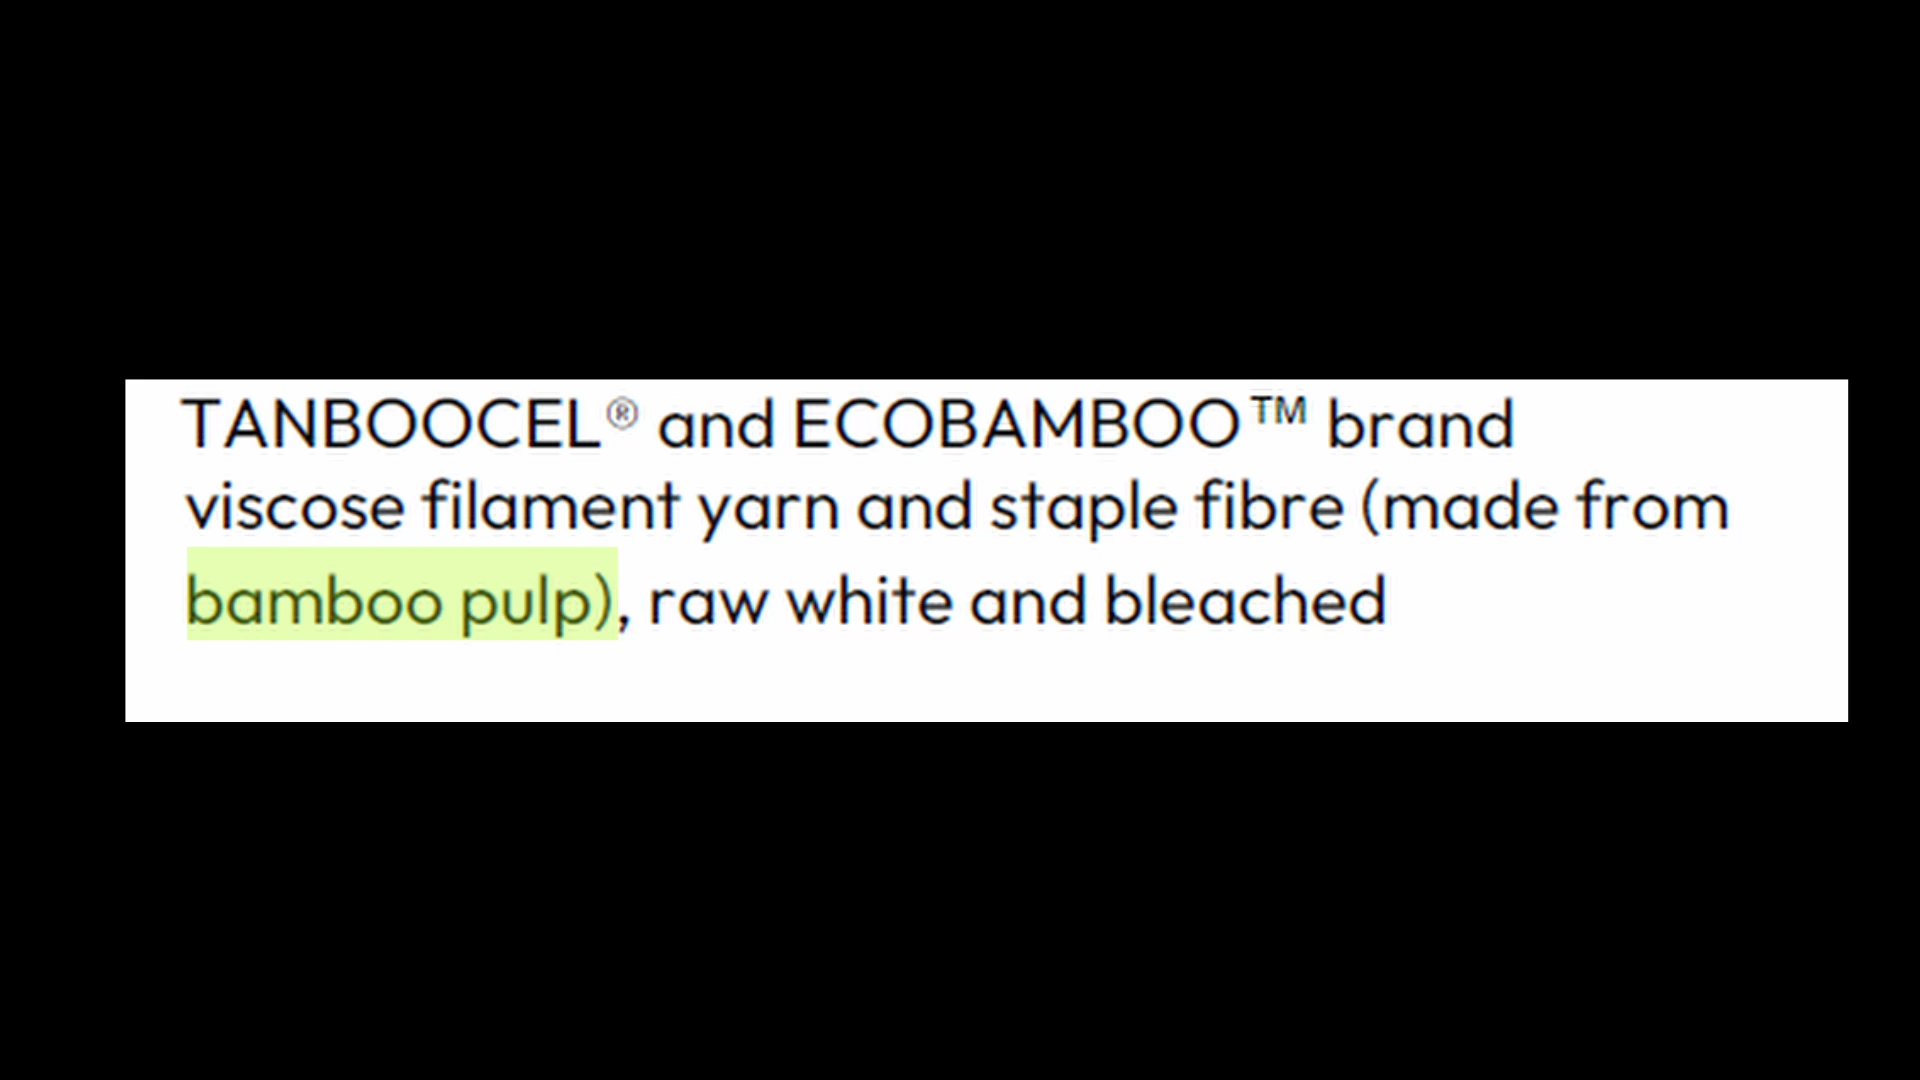 TANBOOCEL® and ECOBAMBOO™ brand
viscose filament yarn and staple fibre (made from
bamboo pulp), raw white and bleached